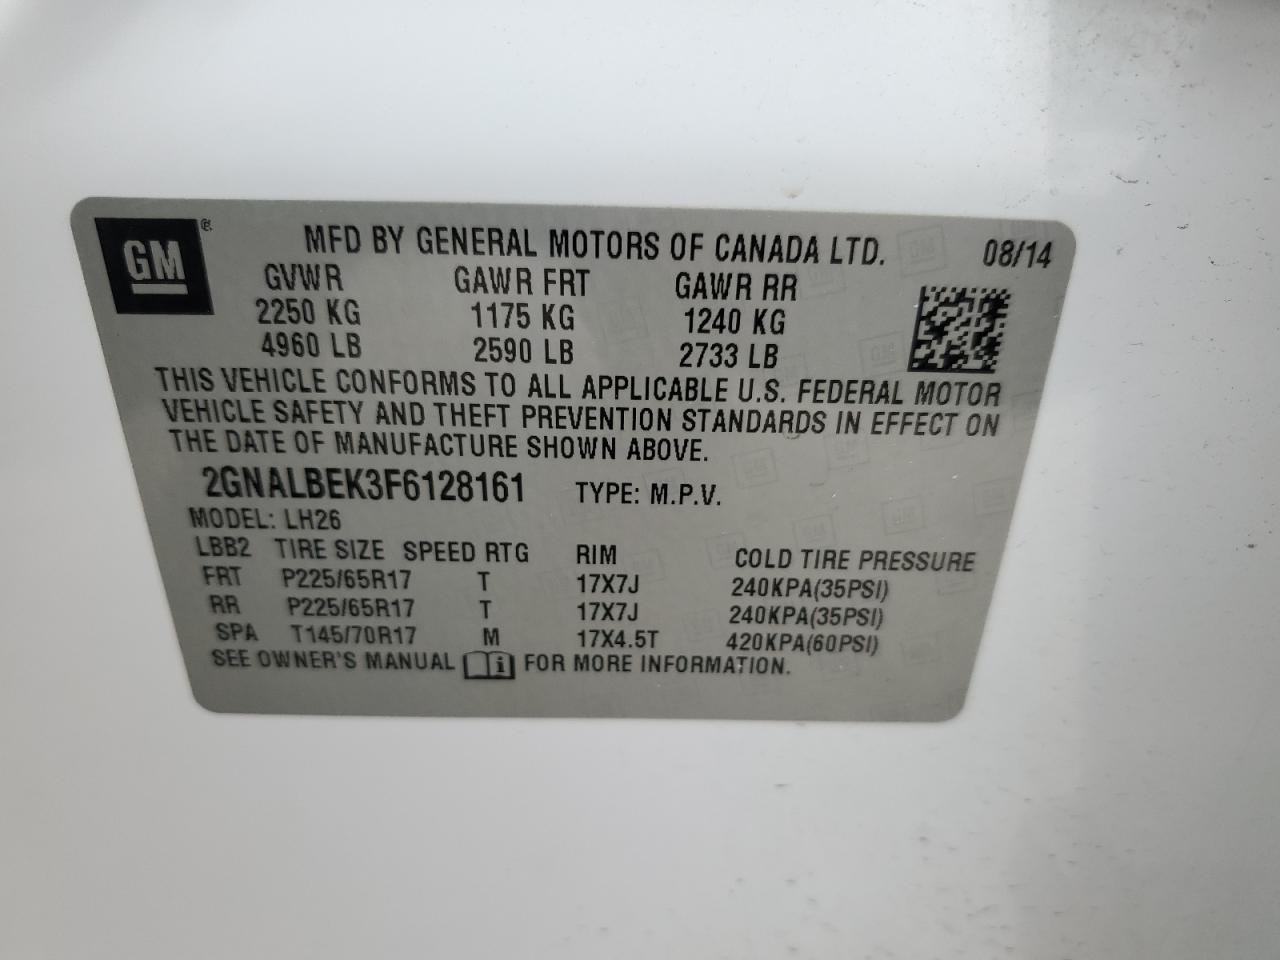 GM ®
MFD BY GENERAL MOTORS OF CANADA LTD. 08/14
GVWR GAWR FRT GAWR RR
2250 KG 1175 KG 1240 KG
4960 LB 2590 LB 2733 LB
THIS VEHICLE CONFORMS TO ALL APPLICABLE U.S. FEDERAL MOTOR
VEHICLE SAFETY AND THEFT PREVENTION STANDARDS IN EFFECT ON
THE DATE OF MANUFACTURE SHOWN ABOVE.
2GNALBEK3F6128161 TYPE: M.P.V.
MODEL: LH26
LBB2 TIRE SIZE SPEED RTG RIM COLD TIRE PRESSURE
FRT P225/65R17 T 17X7J 240KPA(35PSI)
RR P225/65R17 T 17X7J 240KPA(35PSI)
SPA T145/70R17 M 17X4.5T 420KPA(60PSI)
SEE OWNER'S MANUAL i FOR MORE INFORMATION.